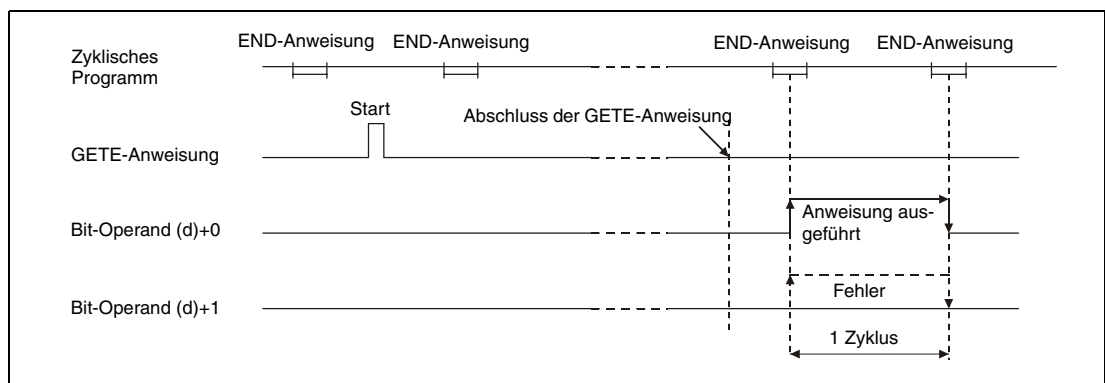 END-Anweisung END-Anweisung END-Anweisung END-Anweisung
Zyklisches
Programm
Start
Abschluss der GETE-Anweisung
GETE-Anweisung
Anweisung aus-
geführt
Bit-Operand (d)+0
Fehler
Bit-Operand (d)+1
1 Zyklus